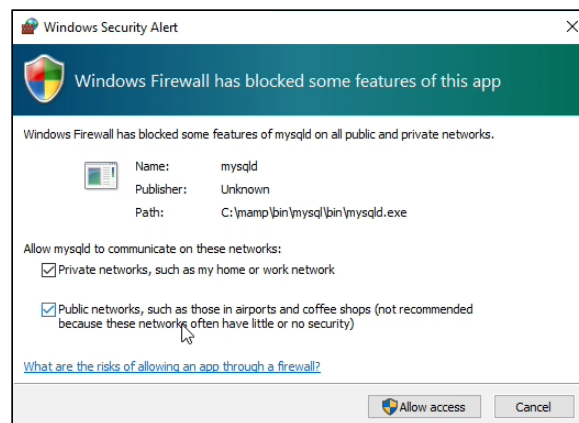 Windows Security Alert
Windows Firewall has blocked some features of this app
Windows Firewall has blocked some features of mysqld on all public and private networks.
Name: mysqld
Publisher: Unknown
Path: C:\mamp\bin\mysql\bin\mysqld.exe
Allow mysqld to communicate on these networks:
Private networks, such as my home or work network
Public networks, such as those in airports and coffee shops (not recommended
because these networks often have little or no security)
What are the risks of allowing an app through a firewall?
Allow access Cancel